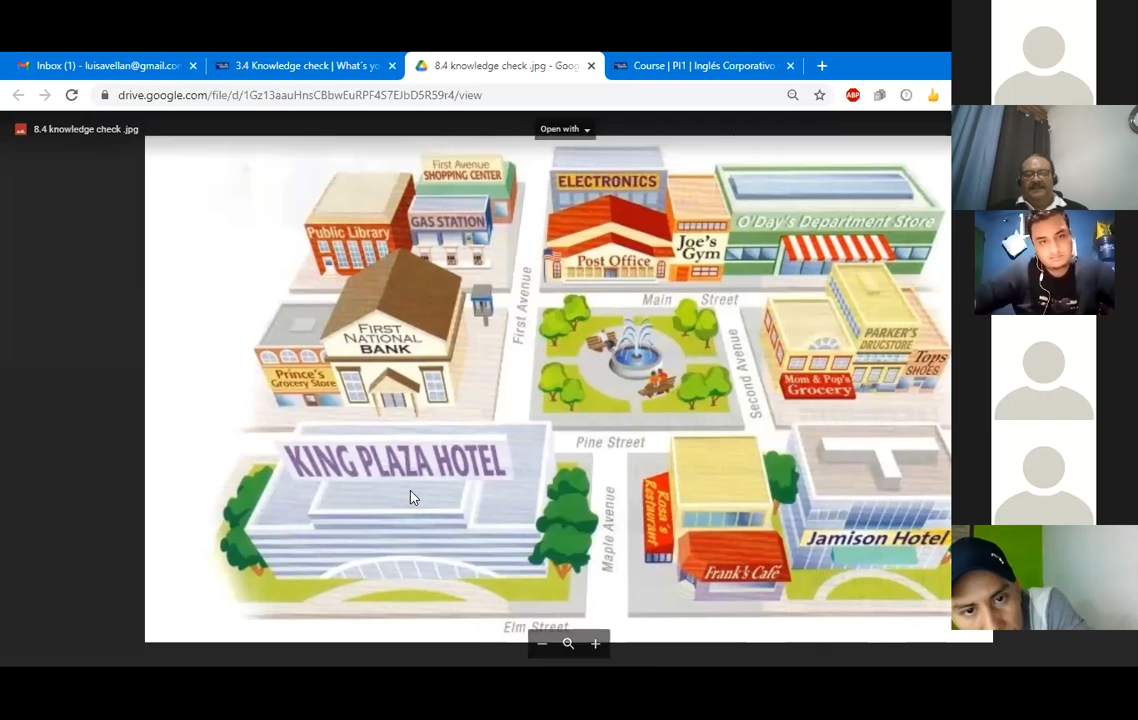 Inbox (1) - luisavellan@gmail.com
3.4 Knowledge check | What's yo
8.4 knowledge check .jpg - Goog
Course | PI1 | Inglés Corporativo
drive.google.com/file/d/1Gz13aauHnsCBbwEuRPF4S7EJbD5R59r4/view
ABP
8.4 knowledge check .jpg
Open with
First Avenue
SHOPPING CENTER
ELECTRONICS
GAS STATION
Public Library
O'Day's Department Store
Joe's
Gym
Post Office
Main Street
First Avenue
FIRST
NATIONAL
BANK
Prince's
Grocery Store
Second Avenue
PARKER'S
DRUGSTORE
Tops
SHOES
Mom & Pop's
Grocery
Pine Street
KING PLAZA HOTEL
Maple Avenue
Rosa's
Restaurant
Jamison Hotel
Frank's Café
Elm Street